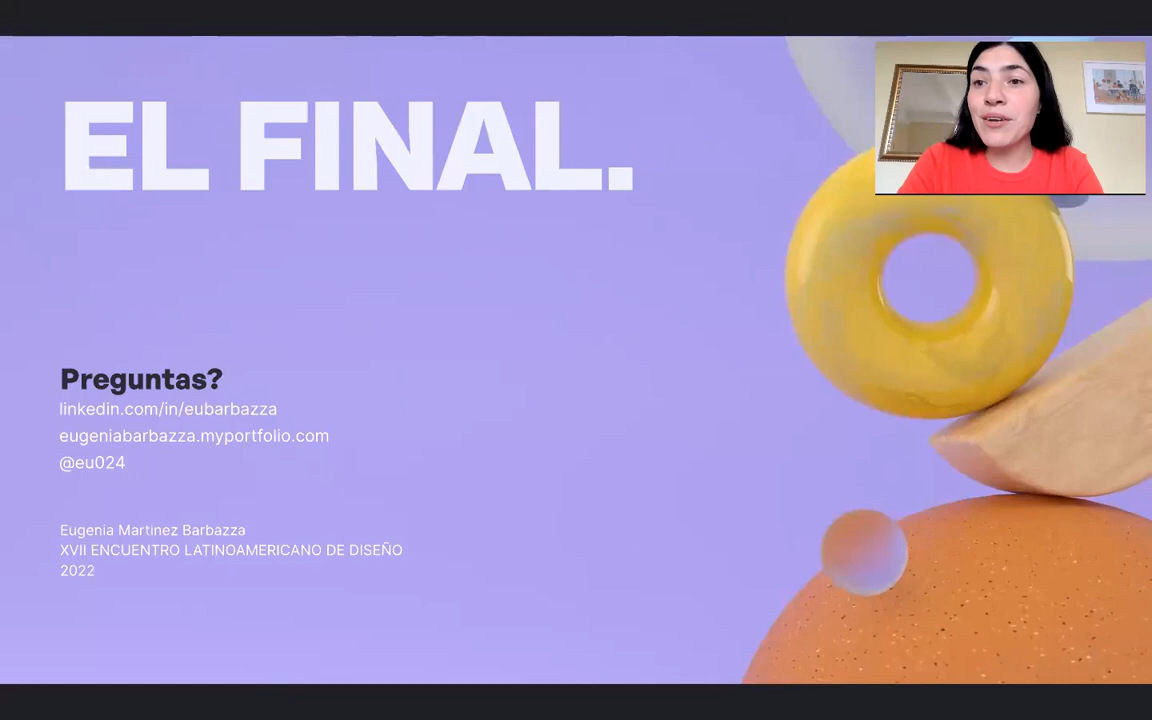 EL FINAL.
Preguntas?
linkedin.com/in/eubarbazza
eugeniabarbazza.myportfolio.com
@eu024
Eugenia Martinez Barbazza
XVII ENCUENTRO LATINOAMERICANO DE DISEÑO
2022